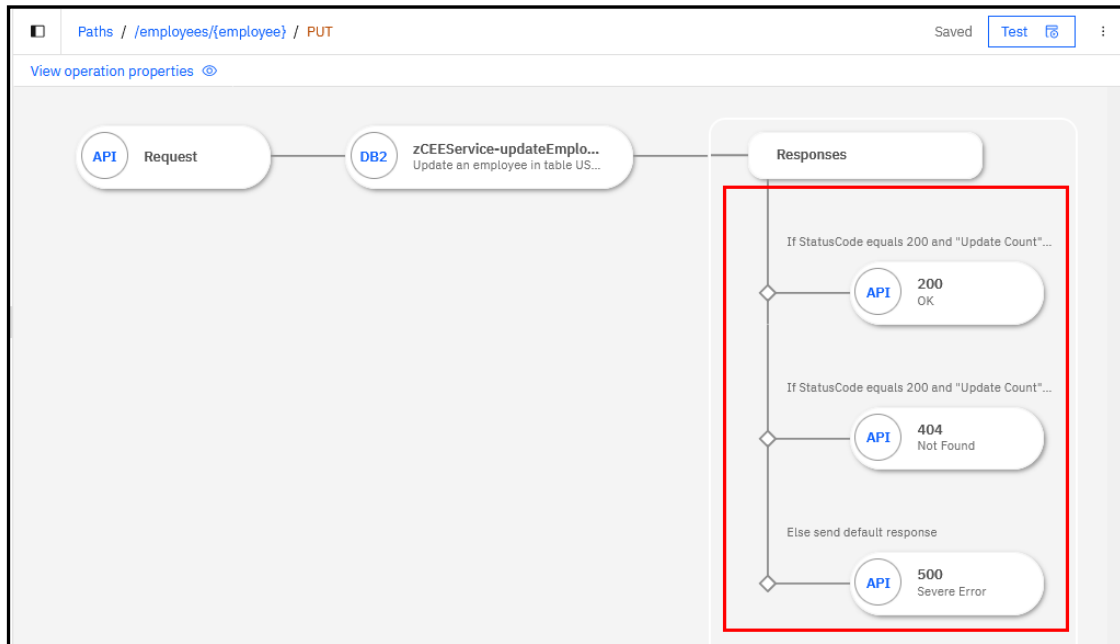 Paths / /employees/{employee} / PUT
Saved
Test
View operation properties
API
Request
DB2
zCEEService-updateEmplo...
Update an employee in table US...
Responses
If StatusCode equals 200 and "Update Count"...
API
200
OK
If StatusCode equals 200 and "Update Count"...
API
404
Not Found
Else send default response
API
500
Severe Error